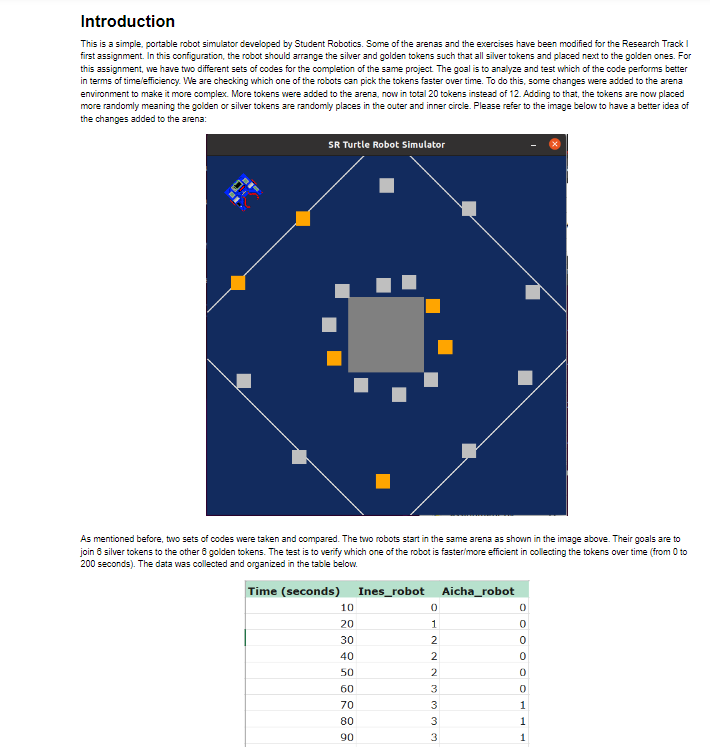 Introduction
This is a simple, portable robot simulator developed by Student Robotics. Some of the arenas and the exercises have been modified for the Research Track I
first assignment. In this configuration, the robot should arrange the silver and golden tokens such that all silver tokens and placed next to the golden ones. For
this assignment, we have two different sets of codes for the completion of the same project. The goal is to analyze and test which of the code performs better
in terms of time/efficiency. We are checking which one of the robots can pick the tokens faster over time. To do this, some changes were added to the arena
environment to make it more complex. More tokens were added to the arena, now in total 20 tokens instead of 12. Adding to that, the tokens are now placed
more randomly meaning the golden or silver tokens are randomly places in the outer and inner circle. Please refer to the image below to have a better idea of
the changes added to the arena:
SR Turtle Robot Simulator
As mentioned before, two sets of codes were taken and compared. The two robots start in the same arena as shown in the image above. Their goals are to
join 6 silver tokens to the other 6 golden tokens. The test is to verify which one of the robot is faster/more efficient in collecting the tokens over time (from 0 to
200 seconds). The data was collected and organized in the table below.
Time (seconds) Ines_robot Aicha_robot
10 0 0
20 1 0
30 2 0
40 2 0
50 2 0
60 3 0
70 3 1
80 3 1
90 3 1